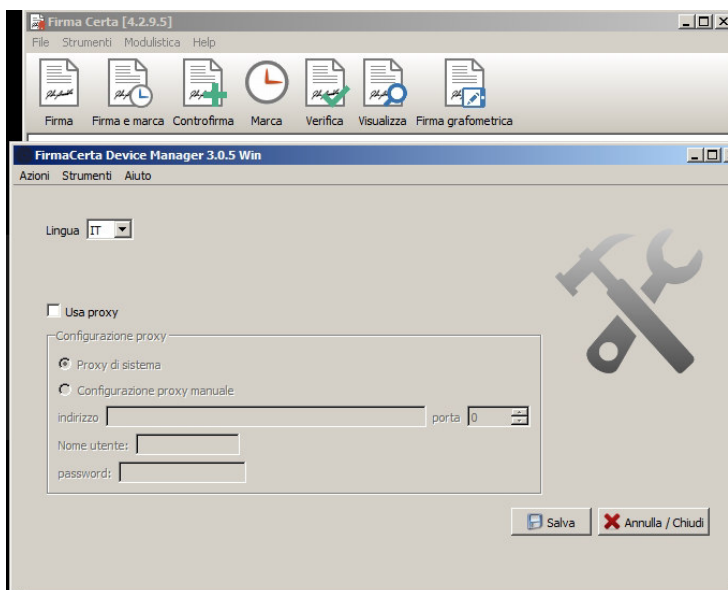 Firma Certa [4.2.9.5]
File Strumenti Modulistica Help
Firma Firma e marca Controfirma Marca Verifica Visualizza Firma grafometrica
FirmaCerta Device Manager 3.0.5 Win
Azioni Strumenti Aiuto
Lingua IT
Usa proxy
Configurazione proxy
Proxy di sistema
Configurazione proxy manuale
indirizzo porta 0
Nome utente:
password:
Salva Annulla / Chiudi